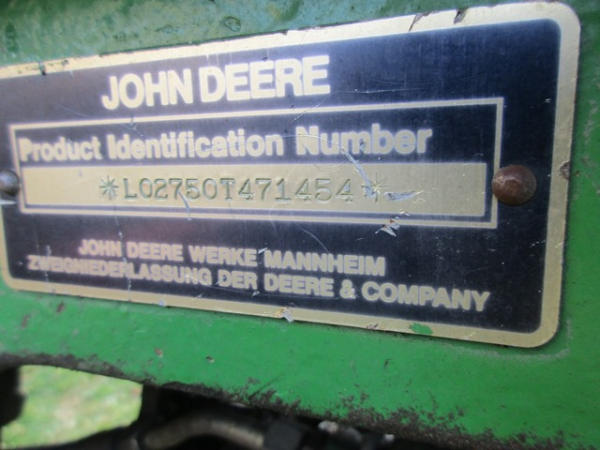 JOHN DEERE
Product Identification Number
*L02750T471454*
JOHN DEERE WERKE MANNHEIM
ZWEIGNIEDERLASSUNG DER DEERE & COMPANY